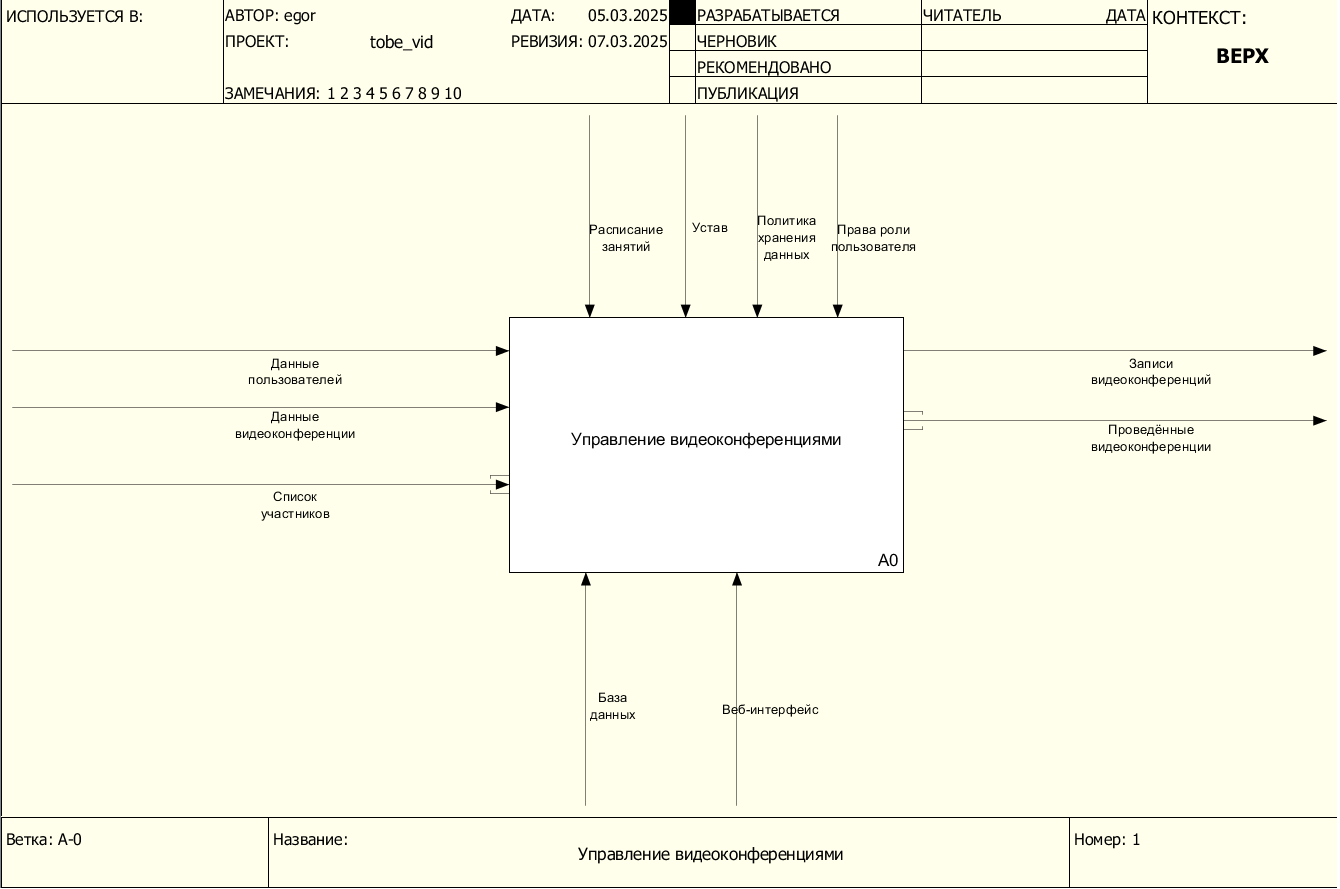 ИСПОЛЬЗУЕТСЯ В:
АВТОР: egor
ДАТА: 05.03.2025
РАЗРАБАТЫВАЕТСЯ
ЧИТАТЕЛЬ
ДАТА
КОНТЕКСТ:
ПРОЕКТ: tobe_vid
РЕВИЗИЯ: 07.03.2025
ЧЕРНОВИК
ВЕРХ
РЕКОМЕНДОВАНО
ЗАМЕЧАНИЯ: 1 2 3 4 5 6 7 8 9 10
ПУБЛИКАЦИЯ
Расписание
занятий
Устав
Политика
хранения
данных
Права роли
пользователя
Данные
пользователей
Данные
видеоконференции
Список
участников
Управление видеоконференциями
A0
Записи
видеоконференций
Проведённые
видеоконференции
База
данных
Веб-интерфейс
Ветка: A-0
Название:
Управление видеоконференциями
Номер: 1